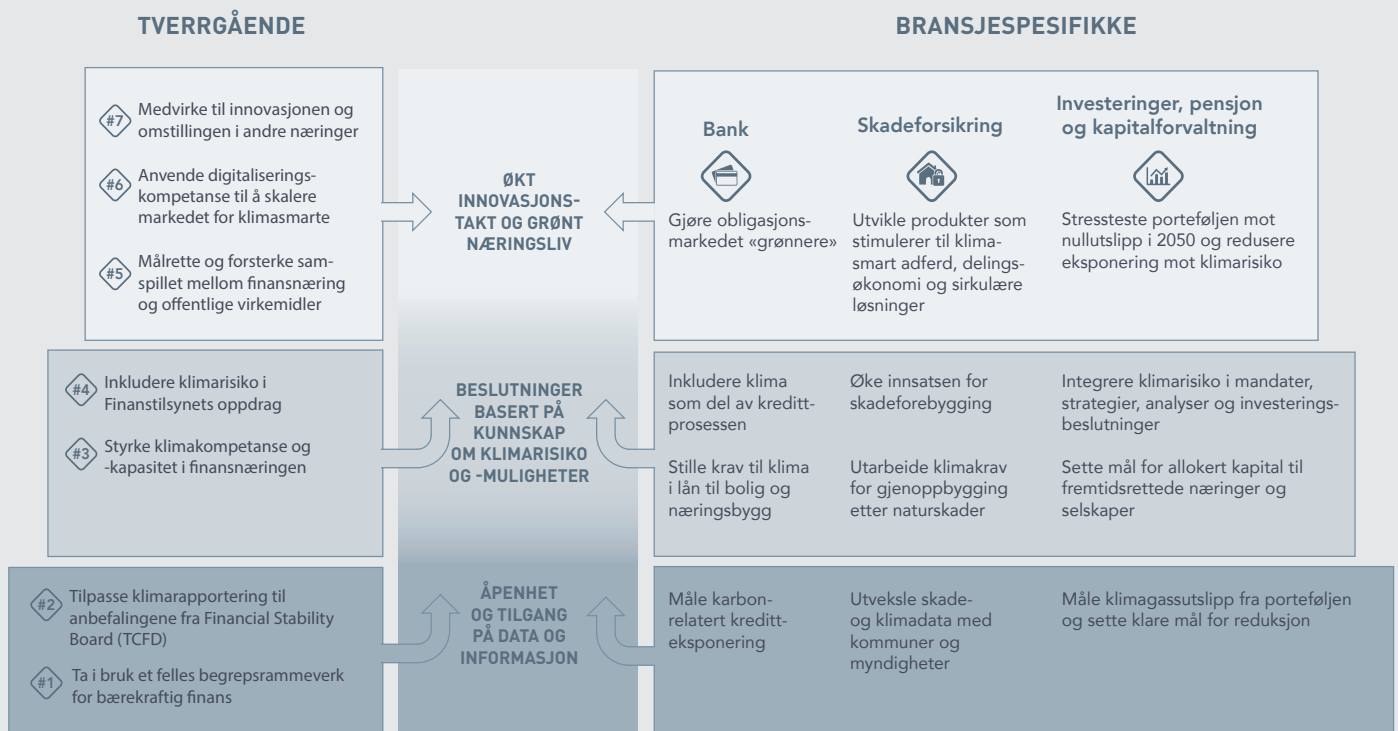 TVERRGÅENDE
BRANSJESPESIFIKKE
#7
Medvirke til innovasjonen og
omstillingen i andre næringer
#6
Anvende digitaliserings-
kompetanse til å skalere
markedet for klimasmarte
#5
Målrette og forsterke sam-
spillet mellom finansnæring
og offentlige virkemidler
ØKT
INNOVASJONS-
TAKT OG GRØNT
NÆRINGSLIV
Bank
Gjøre obligasjons-
markedet «grønnere»
Skadeforsikring
Utvikle produkter som
stimulerer til klima-
smart adferd, delings-
økonomi og sirkulære
løsninger
Investeringer, pensjon
og kapitalforvaltning
Stressteste porteføljen mot
nullutslipp i 2050 og redusere
eksponering mot klimarisiko
#4
Inkludere klimarisiko i
Finanstilsynets oppdrag
#3
Styrke klimakompetanse og
-kapasitet i finansnæringen
BESLUTNINGER
BASERT PÅ
KUNNSKAP
OM KLIMARISIKO
OG -MULIGHETER
Inkludere klima
som del av kreditt-
prosessen
Stille krav til klima
i lån til bolig og
næringsbygg
Øke innsatsen for
skadeforebygging
Utarbeide klimakrav
for gjenoppbygging
etter naturskader
Integrere klimarisiko i mandater,
strategier, analyser og investerings-
beslutninger
Sette mål for allokert kapital til
fremtidsrettede næringer og
selskaper
#2
Tilpasse klimarapportering til
anbefalingene fra Financial Stability
Board (TCFD)
#1
Ta i bruk et felles begrepsrammeverk
for bærekraftig finans
ÅPENHET
OG TILGANG
PÅ DATA OG
INFORMASJON
Måle karbon-
relatert kreditt-
eksponering
Utveksle skade-
og klimadata med
kommuner og
myndigheter
Måle klimagassutslipp fra porteføljen
og sette klare mål for reduksjon